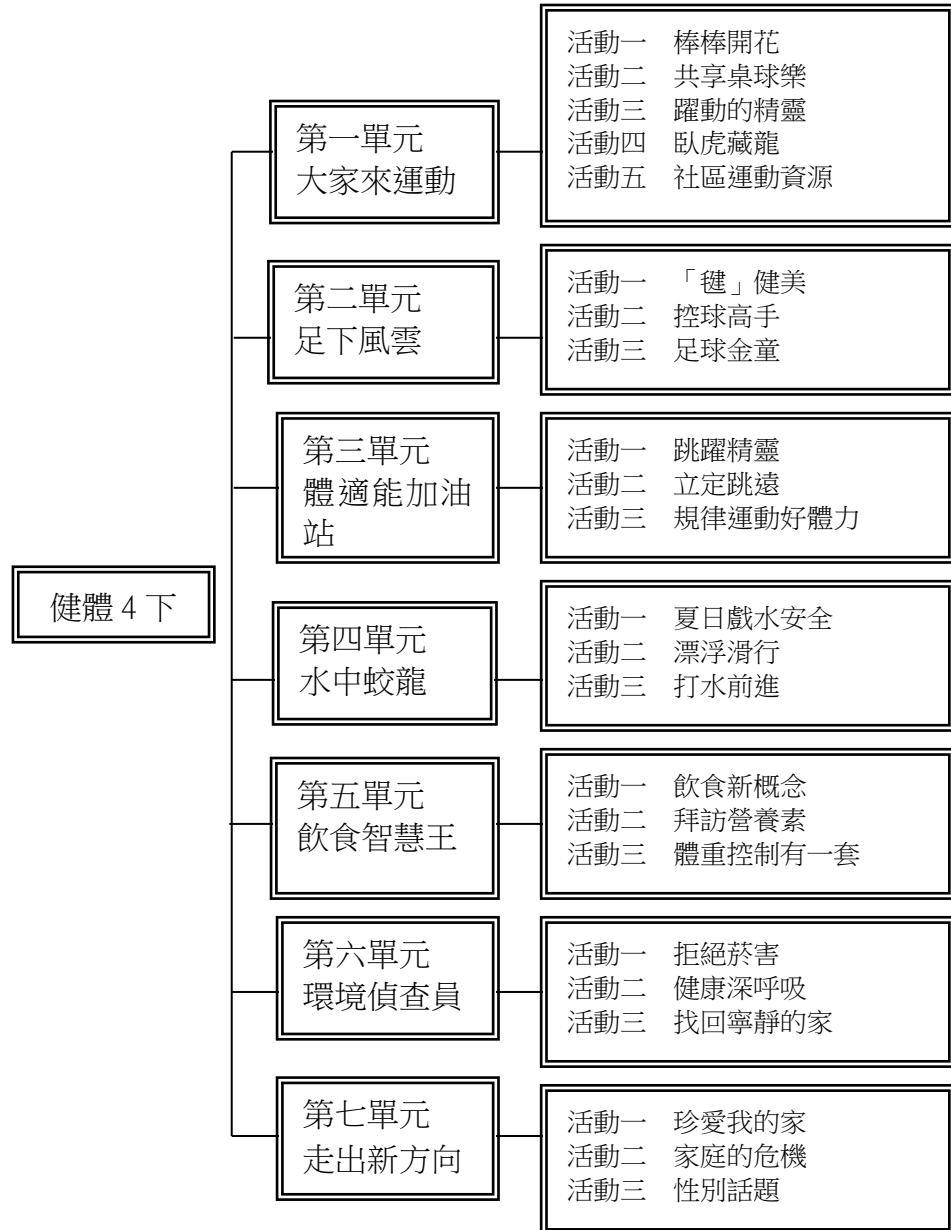 健體 4 下
第一單元
大家來運動
活動一　棒棒開花
活動二　共享桌球樂
活動三　躍動的精靈
活動四　臥虎藏龍
活動五　社區運動資源
第二單元
足下風雲
活動一　「毽」健美
活動二　控球高手
活動三　足球金童
第三單元
體適能加油
站
活動一　跳躍精靈
活動二　立定跳遠
活動三　規律運動好體力
第四單元
水中蛟龍
活動一　夏日戲水安全
活動二　漂浮滑行
活動三　打水前進
第五單元
飲食智慧王
活動一　飲食新概念
活動二　拜訪營養素
活動三　體重控制有一套
第六單元
環境偵查員
活動一　拒絕菸害
活動二　健康深呼吸
活動三　找回寧靜的家
第七單元
走出新方向
活動一　珍愛我的家
活動二　家庭的危機
活動三　性別話題